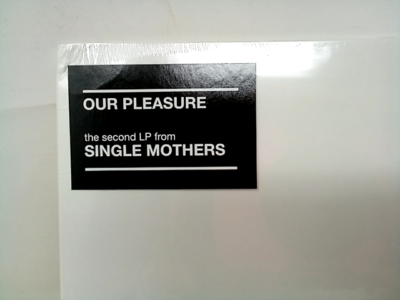 OUR PLEASURE
the second LP from
SINGLE MOTHERS